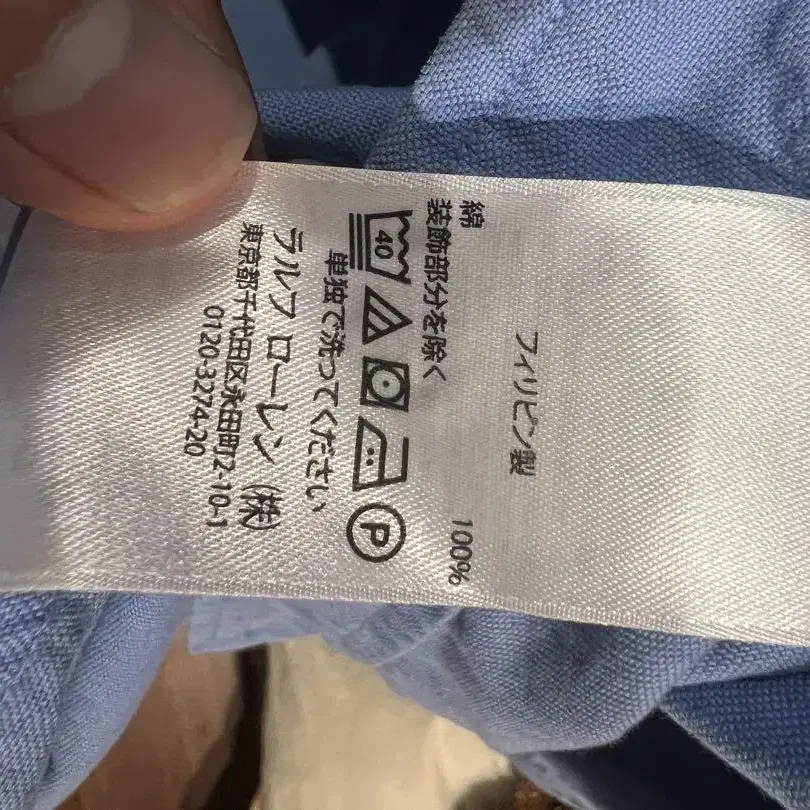 フィリピン製
綿 100%
装飾部分を除く
40
P
単独で洗ってください
ラルフ ローレン (株)
東京都千代田区永田町2-10-1
0120-3274-20